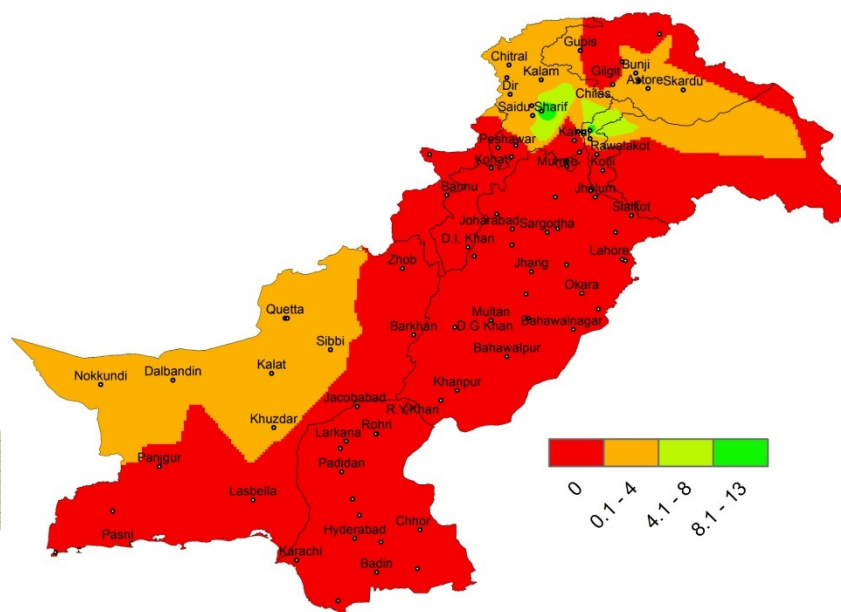 Gupis
Chitral
Bunji
Kalam
Gilgit
Astore
Skardu
Dir
Chilas
Saidu Sharif
Peshawar
Rawalakot
Kohat
Kotli
Bannu
Jhelum
Sialkot
Joharabad
Sargodha
D.I. Khan
Lahore
Zhob
Jhang
Okara
Quetta
Multan
Barkhan
D G Khan
Bahawalnagar
Sibbi
Bahawalpur
Nokkundi
Dalbandin
Kalat
Khanpur
Jacobabad
R.Y.Khan
Khuzdar
Rohri
Larkana
Panjgur
Padidan
Lasbella
Pasni
Hyderabad
Chhor
Karachi
Badin
0
0.1 - 4
4.1 - 8
8.1 - 13